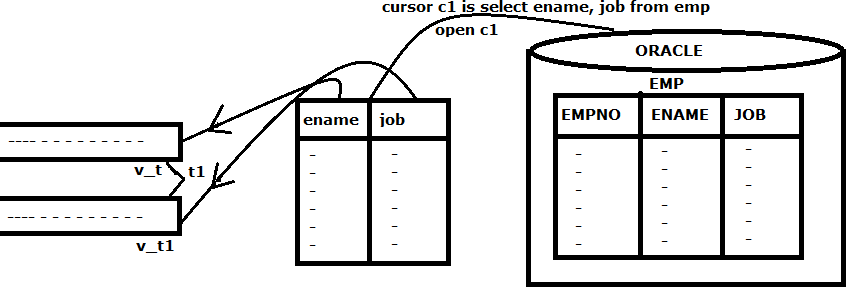 cursor c1 is select ename, job from emp
open c1
ORACLE
EMP
EMPNO ENAME JOB
ename job
---- - - - - - - - - - -
v_t t1
---- - - - - - - - - - -
v_t1